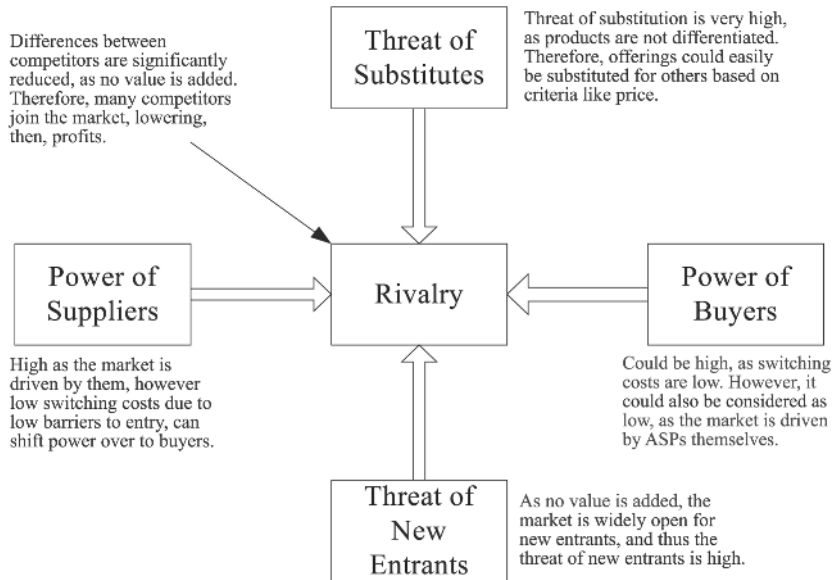 Differences between
competitors are significantly
reduced, as no value is added.
Therefore, many competitors
join the market, lowering,
then, profits.
Threat of
Substitutes
Threat of substitution is very high,
as products are not differentiated.
Therefore, offerings could easily
be substituted for others based on
criteria like price.
Power of
Suppliers
Rivalry
Power of
Buyers
High as the market is
driven by them, however
low switching costs due to
low barriers to entry, can
shift power over to buyers.
Could be high, as switching
costs are low. However, it
could also be considered as
low, as the market is driven
by ASPs themselves.
Threat of
New
Entrants
As no value is added, the
market is widely open for
new entrants, and thus the
threat of new entrants is high.